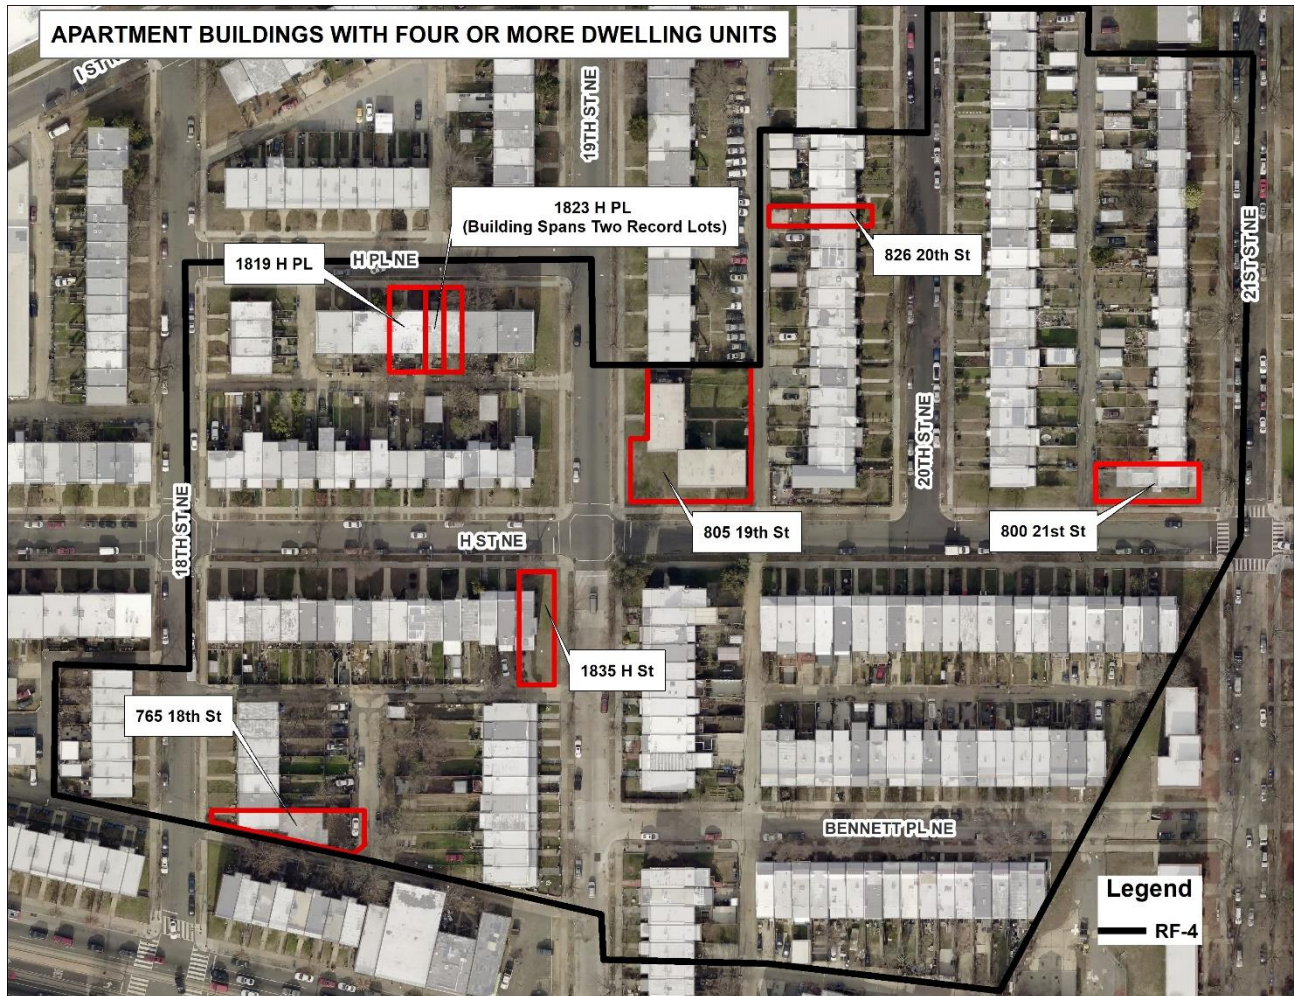 APARTMENT BUILDINGS WITH FOUR OR MORE DWELLING UNITS
I ST N
19TH ST NE
1823 H PL
(Building Spans Two Record Lots)
1819 H PL
H PL NE
826 20th St
21ST ST NE
20TH ST NE
18TH ST NE
H ST NE
805 19th St
800 21st St
1835 H St
765 18th St
BENNETT PL NE
Legend
RF-4